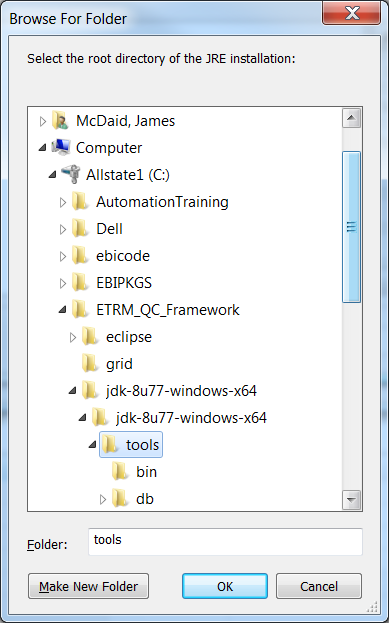 Browse For Folder
Select the root directory of the JRE installation:
McDaid, James
Computer
Allstate1 (C:)
AutomationTraining
Dell
ebicode
EBIPKGS
ETRM_QC_Framework
eclipse
grid
jdk-8u77-windows-x64
jdk-8u77-windows-x64
tools
bin
db
Folder: tools
Make New Folder OK Cancel